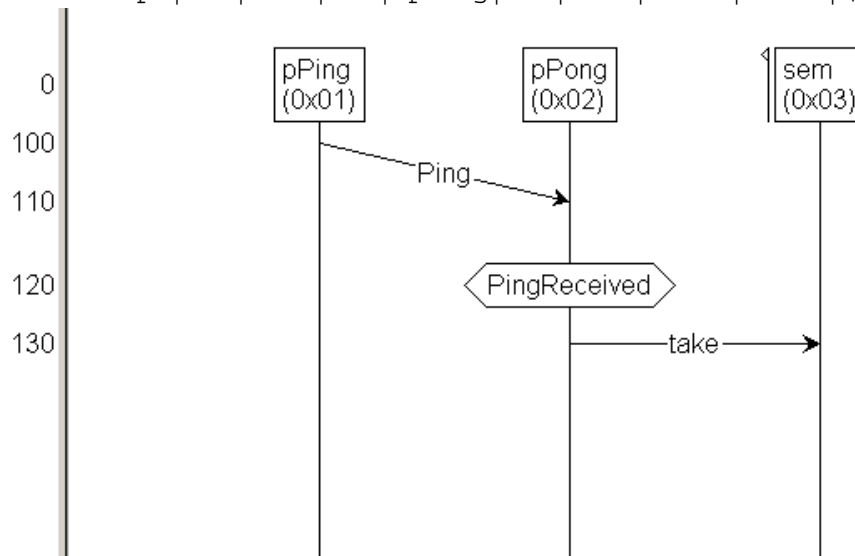 0
pPing
(0x01)
pPong
(0x02)
sem
(0x03)
100
Ping
110
120
PingReceived
130
take